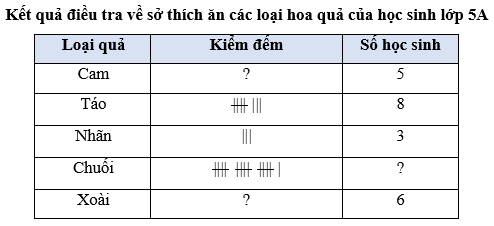 Kết quả điều tra về sở thích ăn các loại hoa quả của học sinh lớp 5A
Loại quả Kiểm đếm Số học sinh
Cam ? 5
Táo 8
Nhãn ||| 3
Chuối ?
Xoài ? 6